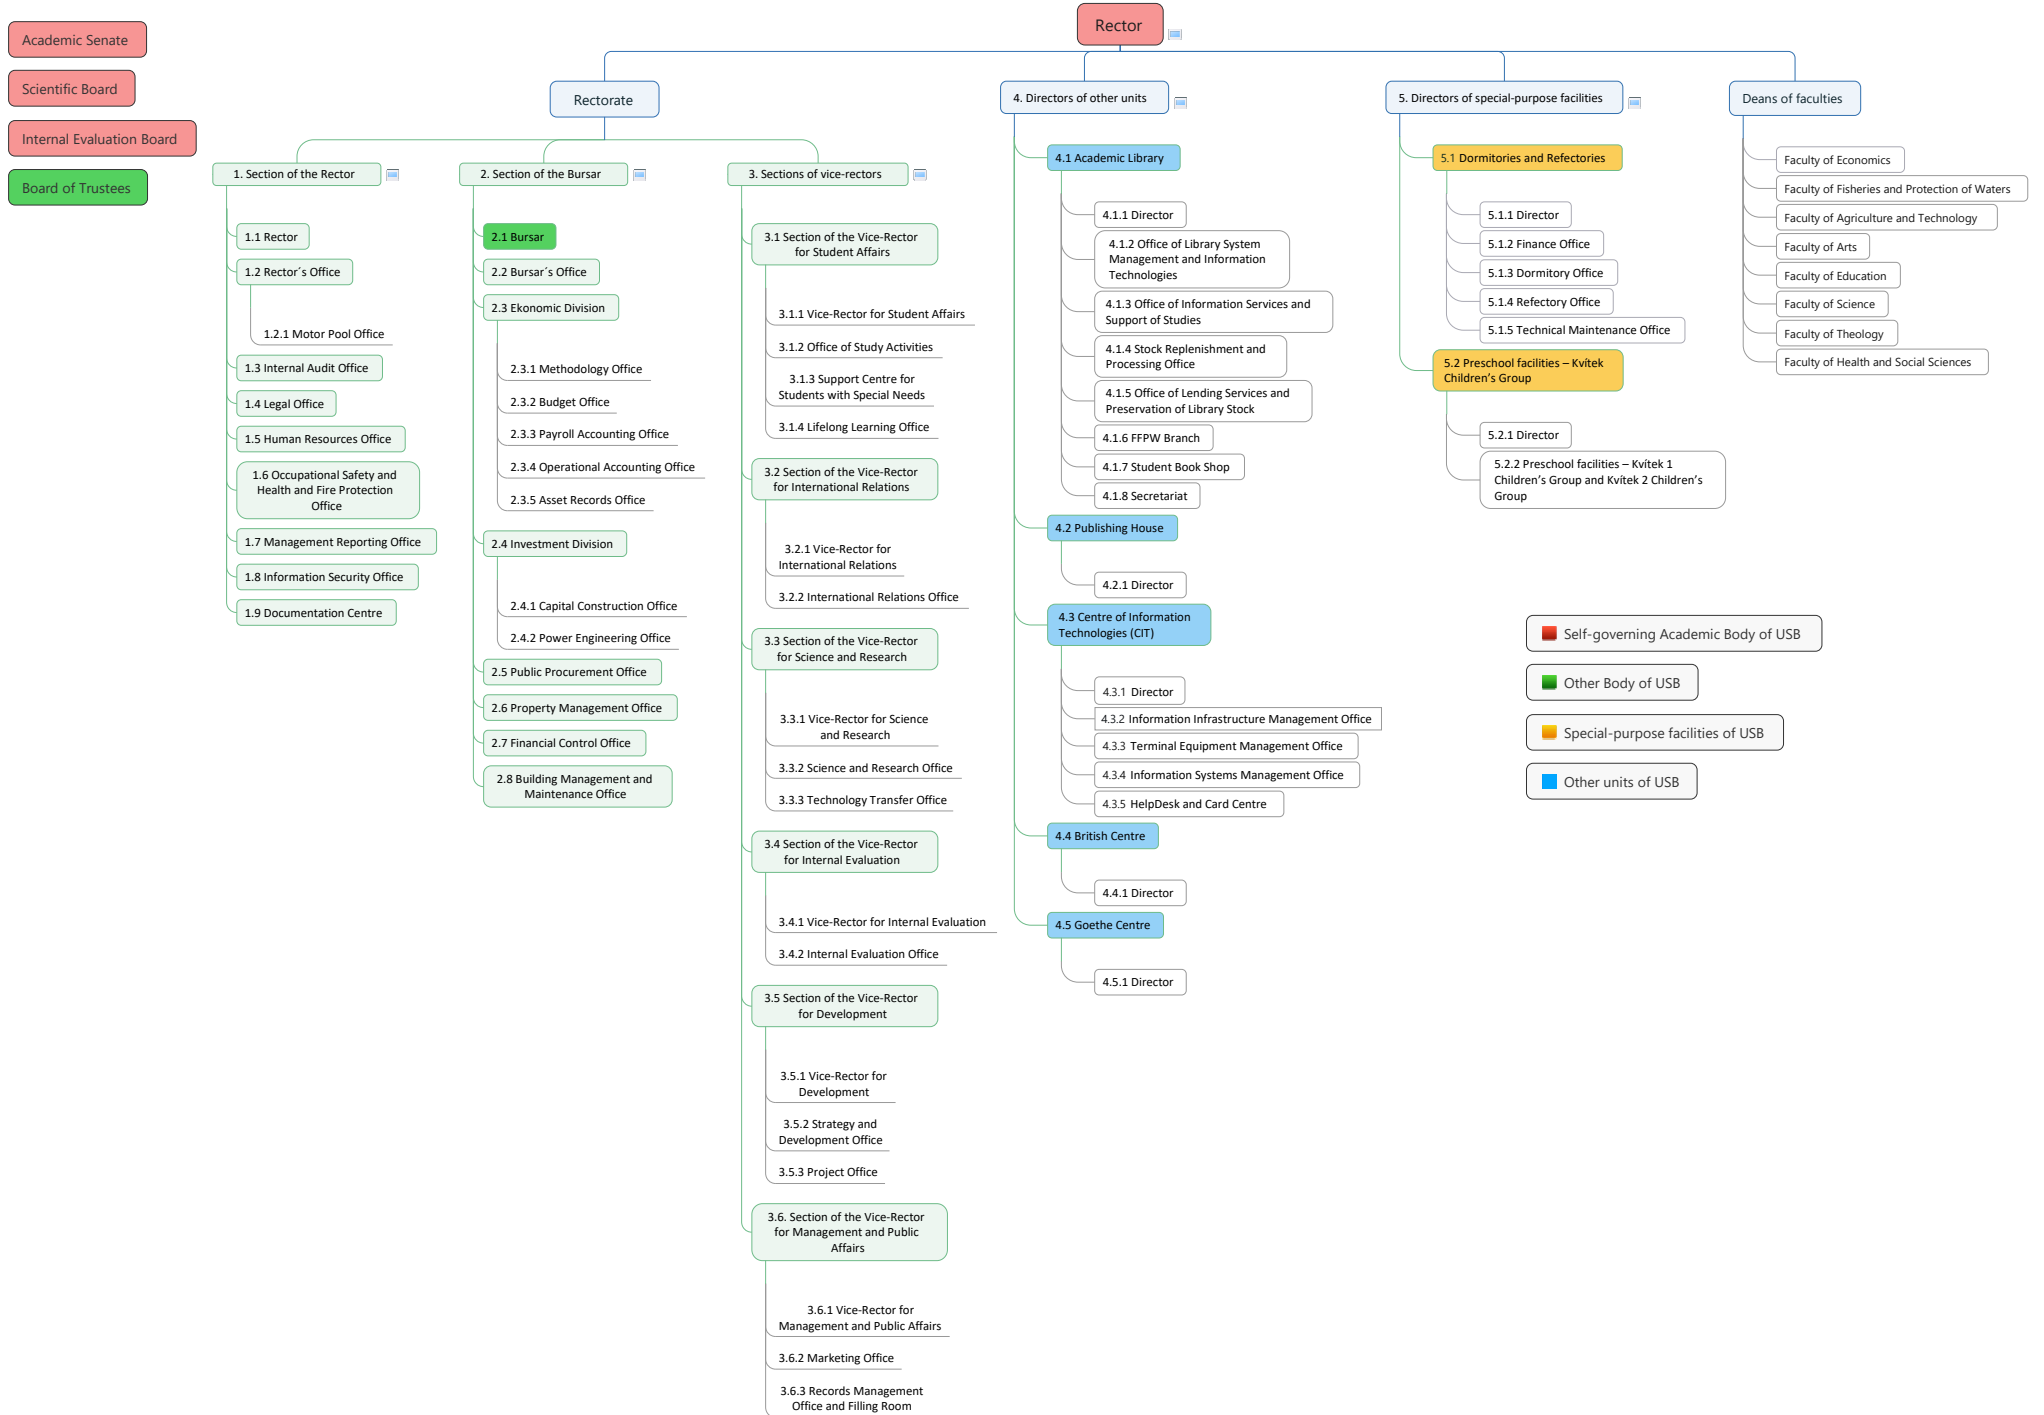 Rector
Academic Senate
Scientific Board
Internal Evaluation Board
Board of Trustees
Rectorate
1. Section of the Rector
1.1 Rector
1.2 Rector´s Office
1.2.1 Motor Pool Office
1.3 Internal Audit Office
1.4 Legal Office
1.5 Human Resources Office
1.6 Occupational Safety and
Health and Fire Protection
Office
1.7 Management Reporting Office
1.8 Information Security Office
1.9 Documentation Centre
2. Section of the Bursar
2.1 Bursar
2.2 Bursar´s Office
2.3 Ekonomic Division
2.3.1 Methodology Office
2.3.2 Budget Office
2.3.3 Payroll Accounting Office
2.3.4 Operational Accounting Office
2.3.5 Asset Records Office
2.4 Investment Division
2.4.1 Capital Construction Office
2.4.2 Power Engineering Office
2.5 Public Procurement Office
2.6 Property Management Office
2.7 Financial Control Office
2.8 Building Management and
Maintenance Office
3. Sections of vice-rectors
3.1 Section of the Vice-Rector
for Student Affairs
3.1.1 Vice-Rector for Student Affairs
3.1.2 Office of Study Activities
3.1.3 Support Centre for
Students with Special Needs
3.1.4 Lifelong Learning Office
3.2 Section of the Vice-Rector
for International Relations
3.2.1 Vice-Rector for
International Relations
3.2.2 International Relations Office
3.3 Section of the Vice-Rector
for Science and Research
3.3.1 Vice-Rector for Science
and Research
3.3.2 Science and Research Office
3.3.3 Technology Transfer Office
3.4 Section of the Vice-Rector
for Internal Evaluation
3.4.1 Vice-Rector for Internal Evaluation
3.4.2 Internal Evaluation Office
3.5 Section of the Vice-Rector
for Development
3.5.1 Vice-Rector for
Development
3.5.2 Strategy and
Development Office
3.5.3 Project Office
3.6. Section of the Vice-Rector
for Management and Public
Affairs
3.6.1 Vice-Rector for
Management and Public Affairs
3.6.2 Marketing Office
3.6.3 Records Management
Office and Filling Room
4. Directors of other units
4.1 Academic Library
4.1.1 Director
4.1.2 Office of Library System
Management and Information
Technologies
4.1.3 Office of Information Services and
Support of Studies
4.1.4 Stock Replenishment and
Processing Office
4.1.5 Office of Lending Services and
Preservation of Library Stock
4.1.6 FFPW Branch
4.1.7 Student Book Shop
4.1.8 Secretariat
4.2 Publishing House
4.2.1 Director
4.3 Centre of Information
Technologies (CIT)
4.3.1 Director
4.3.2 Information Infrastructure Management Office
4.3.3 Terminal Equipment Management Office
4.3.4 Information Systems Management Office
4.3.5 HelpDesk and Card Centre
4.4 British Centre
4.4.1 Director
4.5 Goethe Centre
4.5.1 Director
5. Directors of special-purpose facilities
5.1 Dormitories and Refectories
5.1.1 Director
5.1.2 Finance Office
5.1.3 Dormitory Office
5.1.4 Refectory Office
5.1.5 Technical Maintenance Office
5.2 Preschool facilities – Kvítek
Children's Group
5.2.1 Director
5.2.2 Preschool facilities – Kvítek 1
Children's Group and Kvítek 2 Children's
Group
Deans of faculties
Faculty of Economics
Faculty of Fisheries and Protection of Waters
Faculty of Agriculture and Technology
Faculty of Arts
Faculty of Education
Faculty of Science
Faculty of Theology
Faculty of Health and Social Sciences
Self-governing Academic Body of USB
Other Body of USB
Special-purpose facilities of USB
Other units of USB